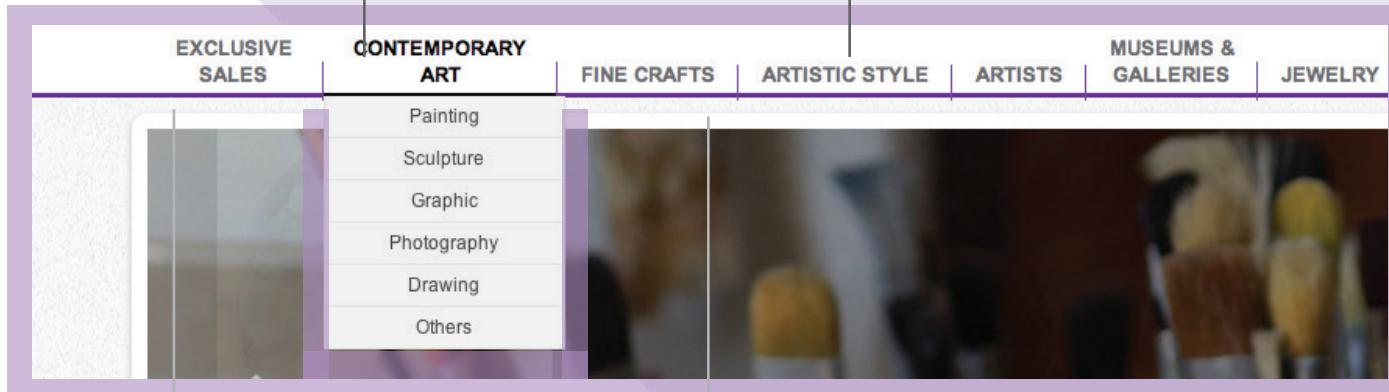 EXCLUSIVE
SALES
CONTEMPORARY
ART
FINE CRAFTS
ARTISTIC STYLE
ARTISTS
MUSEUMS &
GALLERIES
JEWELRY
Painting
Sculpture
Graphic
Photography
Drawing
Others